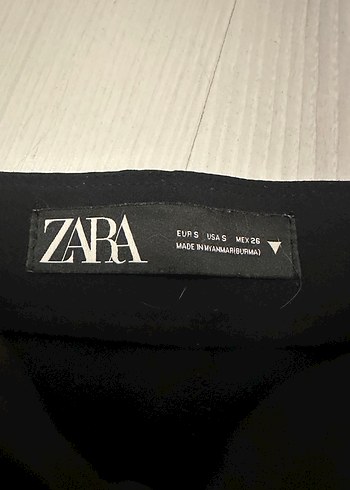 ZARA
EUR S USA S MEX 26
MADE IN MYANMAR(BURMA)